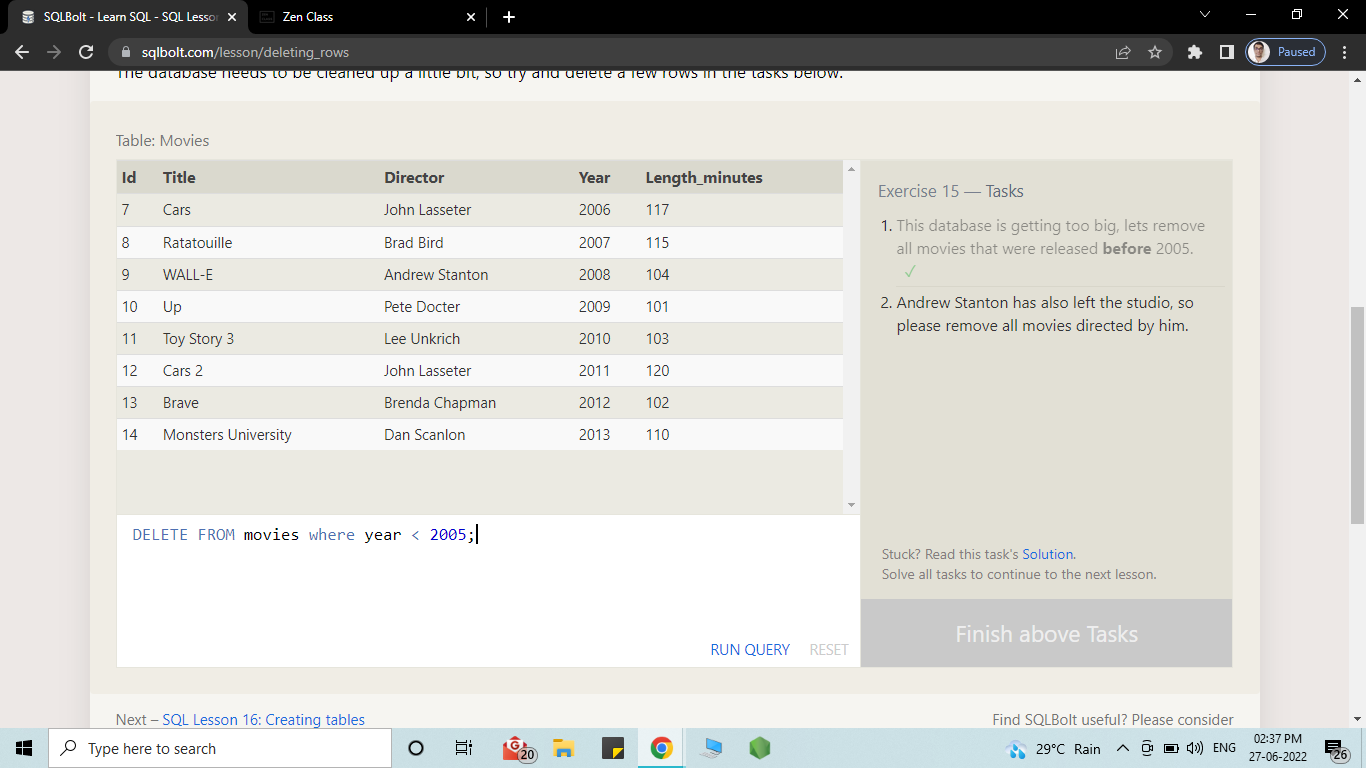 SQLBolt - Learn SQL - SQL Lesson
Zen Class
sqlbolt.com/lesson/deleting_rows
Paused
The database needs to be cleaned up a little bit, so try and delete a few rows in the tasks below.
Table: Movies
Id Title Director Year Length_minutes
7 Cars John Lasseter 2006 117
8 Ratatouille Brad Bird 2007 115
9 WALL-E Andrew Stanton 2008 104
10 Up Pete Docter 2009 101
11 Toy Story 3 Lee Unkrich 2010 103
12 Cars 2 John Lasseter 2011 120
13 Brave Brenda Chapman 2012 102
14 Monsters University Dan Scanlon 2013 110
DELETE FROM movies where year < 2005;
RUN QUERY RESET
Exercise 15 — Tasks
1. This database is getting too big, lets remove
all movies that were released before 2005.
✓
2. Andrew Stanton has also left the studio, so
please remove all movies directed by him.
Stuck? Read this task's Solution.
Solve all tasks to continue to the next lesson.
Finish above Tasks
Next – SQL Lesson 16: Creating tables
Find SQLBolt useful? Please consider
Type here to search
G
20
29°C Rain
ENG
02:37 PM
27-06-2022
26